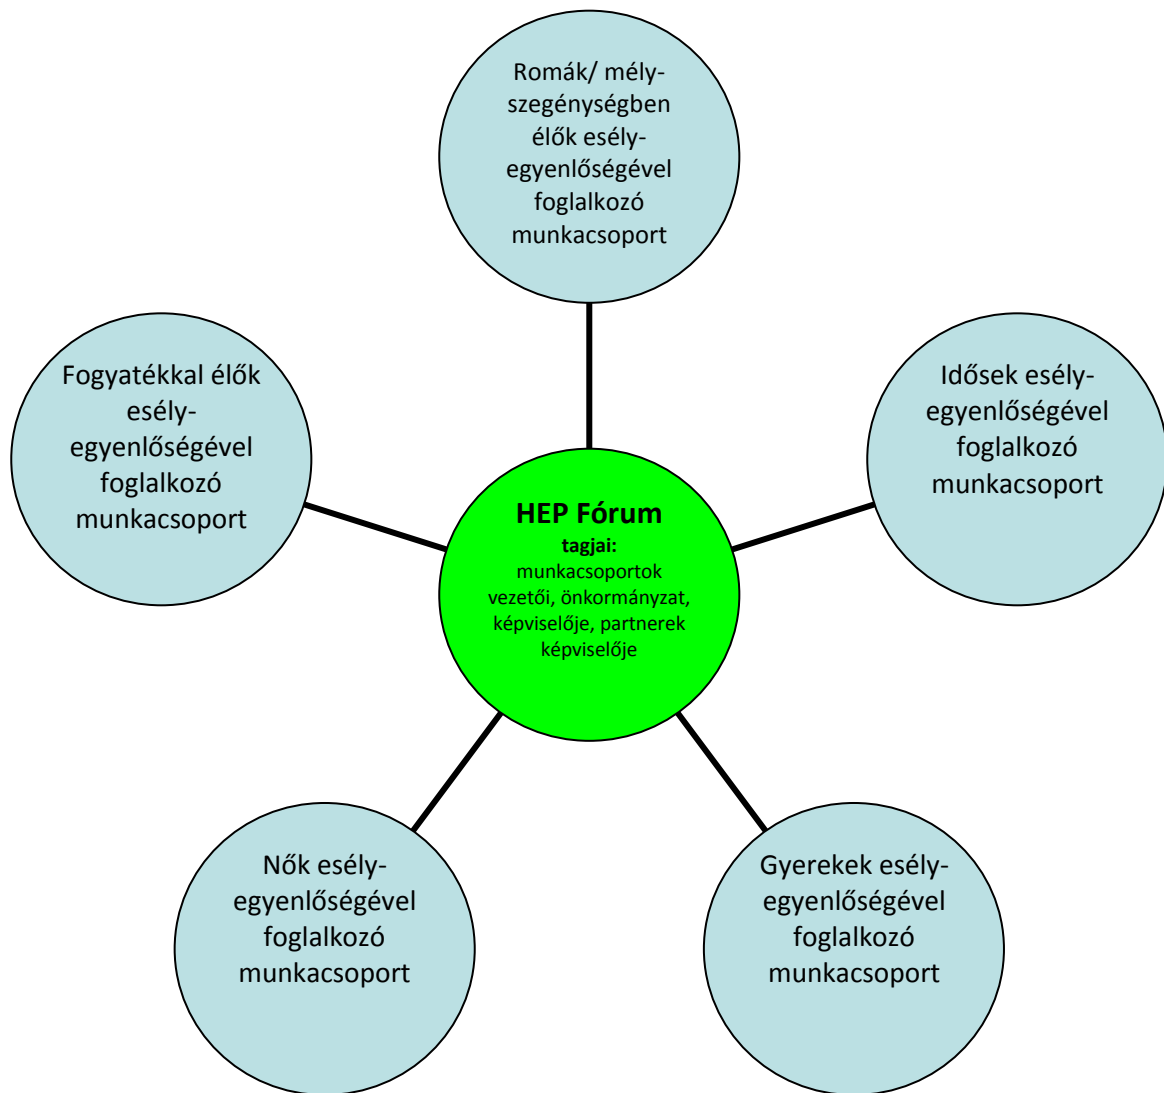 Romák/ mély-
szegénységben
élők esély-
egyenlőségével
foglalkozó
munkacsoport
Fogyatékkal élők
esély-
egyenlőségével
foglalkozó
munkacsoport
Idősek esély-
egyenlőségével
foglalkozó
munkacsoport
HEP Fórum
tagjai:
munkacsoportok
vezetői, önkormányzat,
képviselője, partnerek
képviselője
Nők esély-
egyenlőségével
foglalkozó
munkacsoport
Gyerekek esély-
egyenlőségével
foglalkozó
munkacsoport